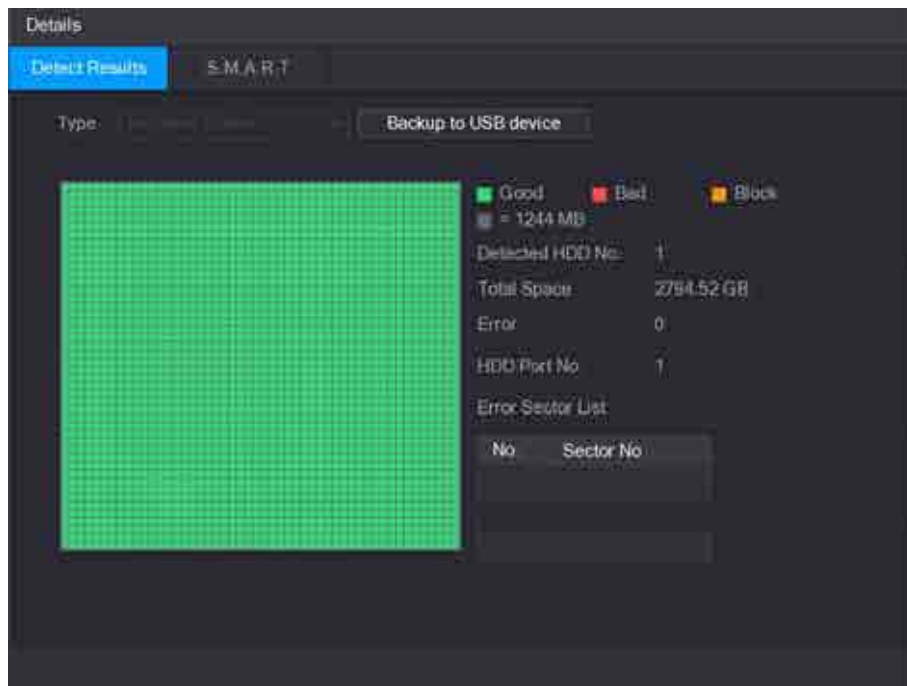 Details
Detect Results S.M.A.R.T
Type Backup to USB device
Good Bad Block
= 1244 MB
Detected HDD No. 1
Total Space 2794.52 GB
Error 0
HDD Port No 1
Error Sector List
No Sector No